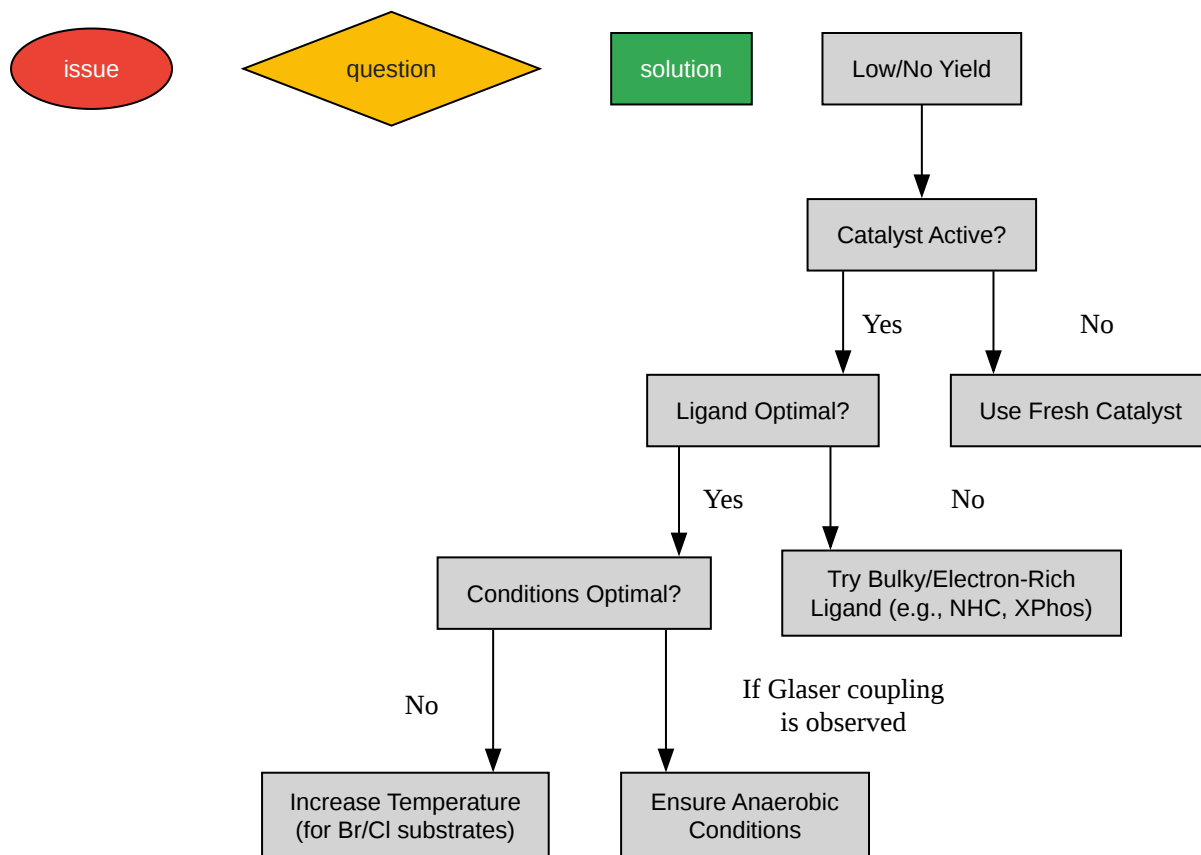 issue
question
solution
Low/No Yield
Catalyst Active?
Yes
No
Ligand Optimal?
Use Fresh Catalyst
Yes
No
Conditions Optimal?
Try Bulky/Electron-Rich
Ligand (e.g., NHC, XPhos)
No
If Glaser coupling
is observed
Increase Temperature
(for Br/Cl substrates)
Ensure Anaerobic
Conditions